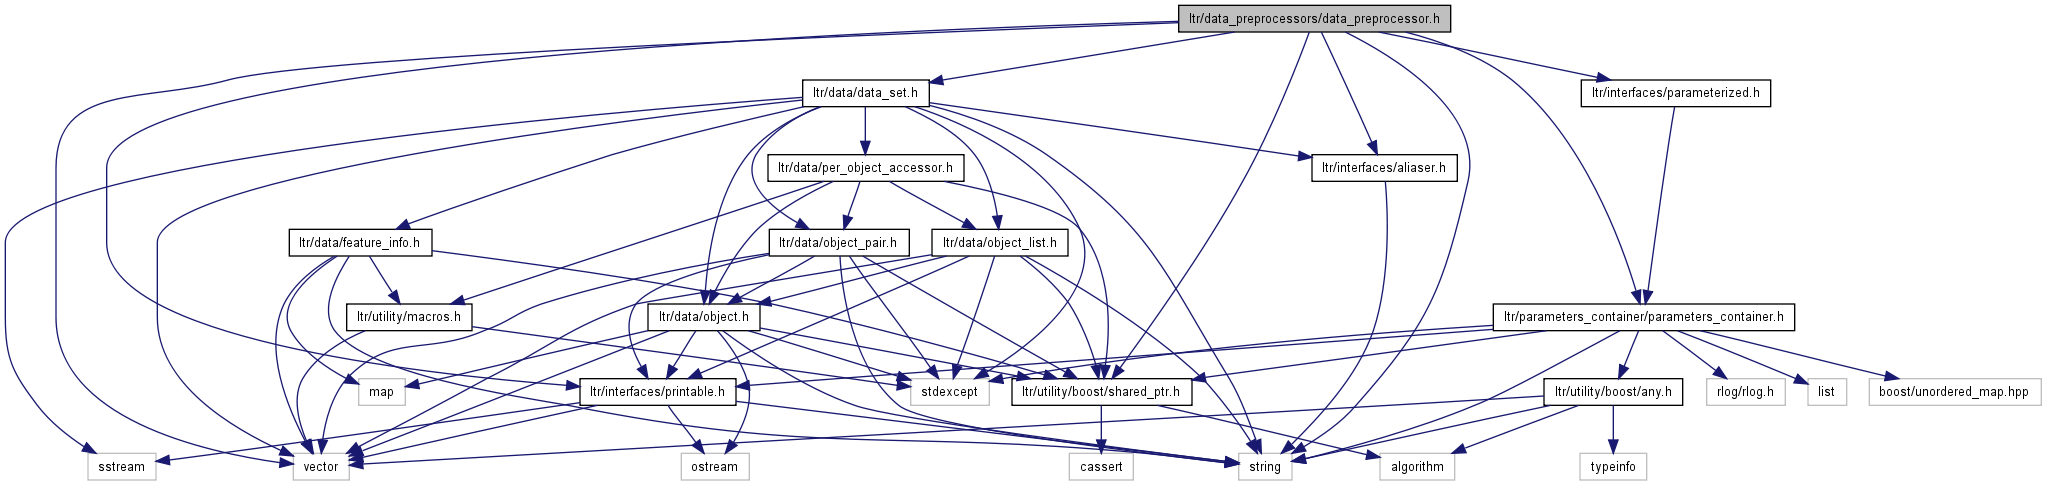 ltr/data_preprocessors/data_preprocessor.h
ltr/data/data_set.h
ltr/interfaces/parameterized.h
ltr/data/per_object_accessor.h
ltr/interfaces/aliaser.h
ltr/data/feature_info.h
ltr/data/object_pair.h
ltr/data/object_list.h
ltr/utility/macros.h
ltr/data/object.h
ltr/parameters_container/parameters_container.h
map
ltr/interfaces/printable.h
stdexcept
ltr/utility/boost/shared_ptr.h
ltr/utility/boost/any.h
rlog/rlog.h
list
boost/unordered_map.hpp
sstream
vector
ostream
cassert
string
algorithm
typeinfo